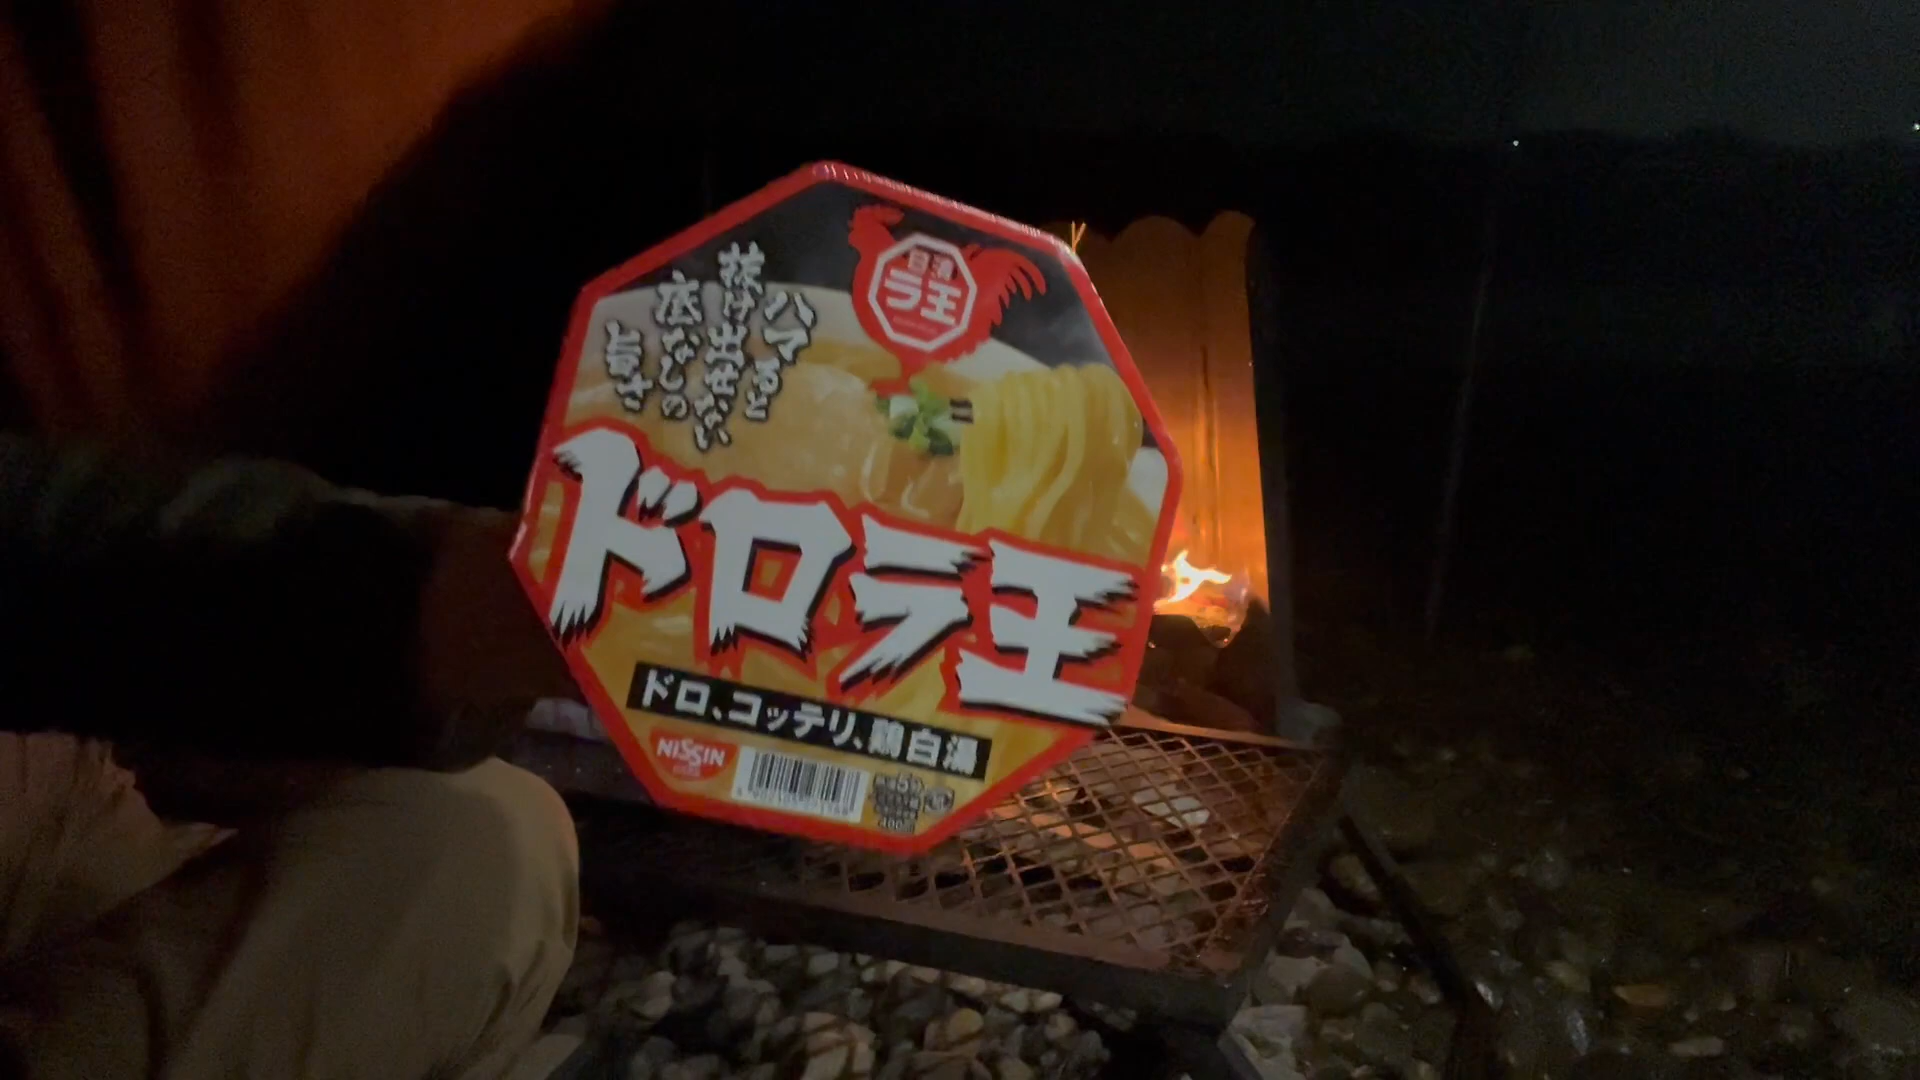 日清
ラ王
ハマると
抜け出せない
底なしの
旨さ
ドロラ王
ドロ、コッテリ、鶏白湯
NISSIN